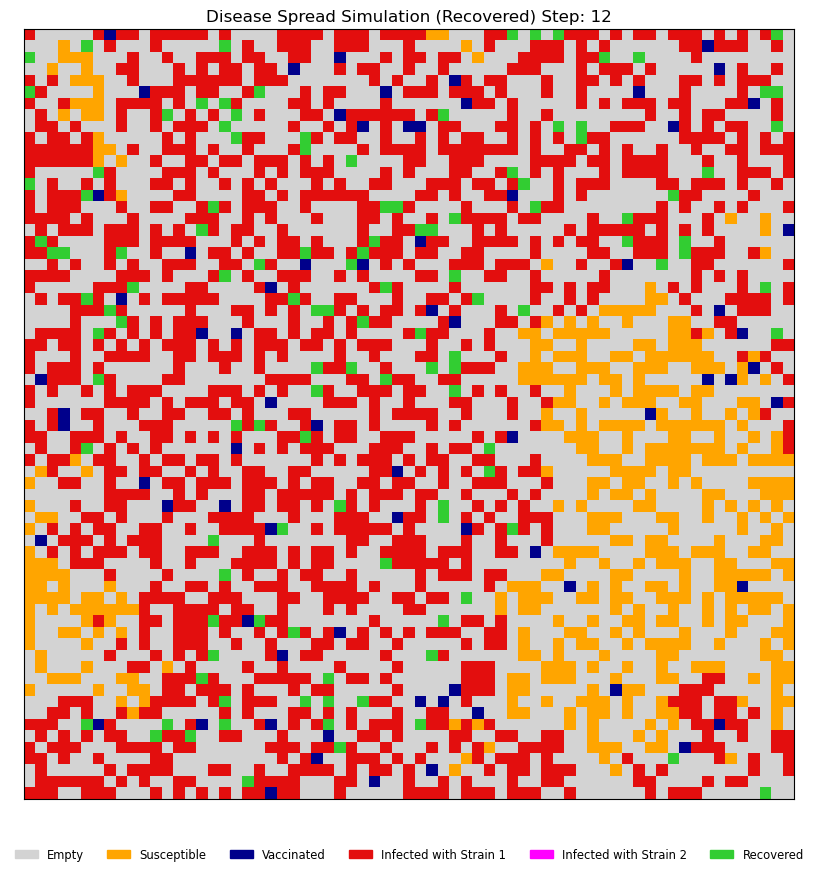 Disease Spread Simulation (Recovered) Step: 12
Empty Susceptible Vaccinated Infected with Strain 1 Infected with Strain 2 Recovered